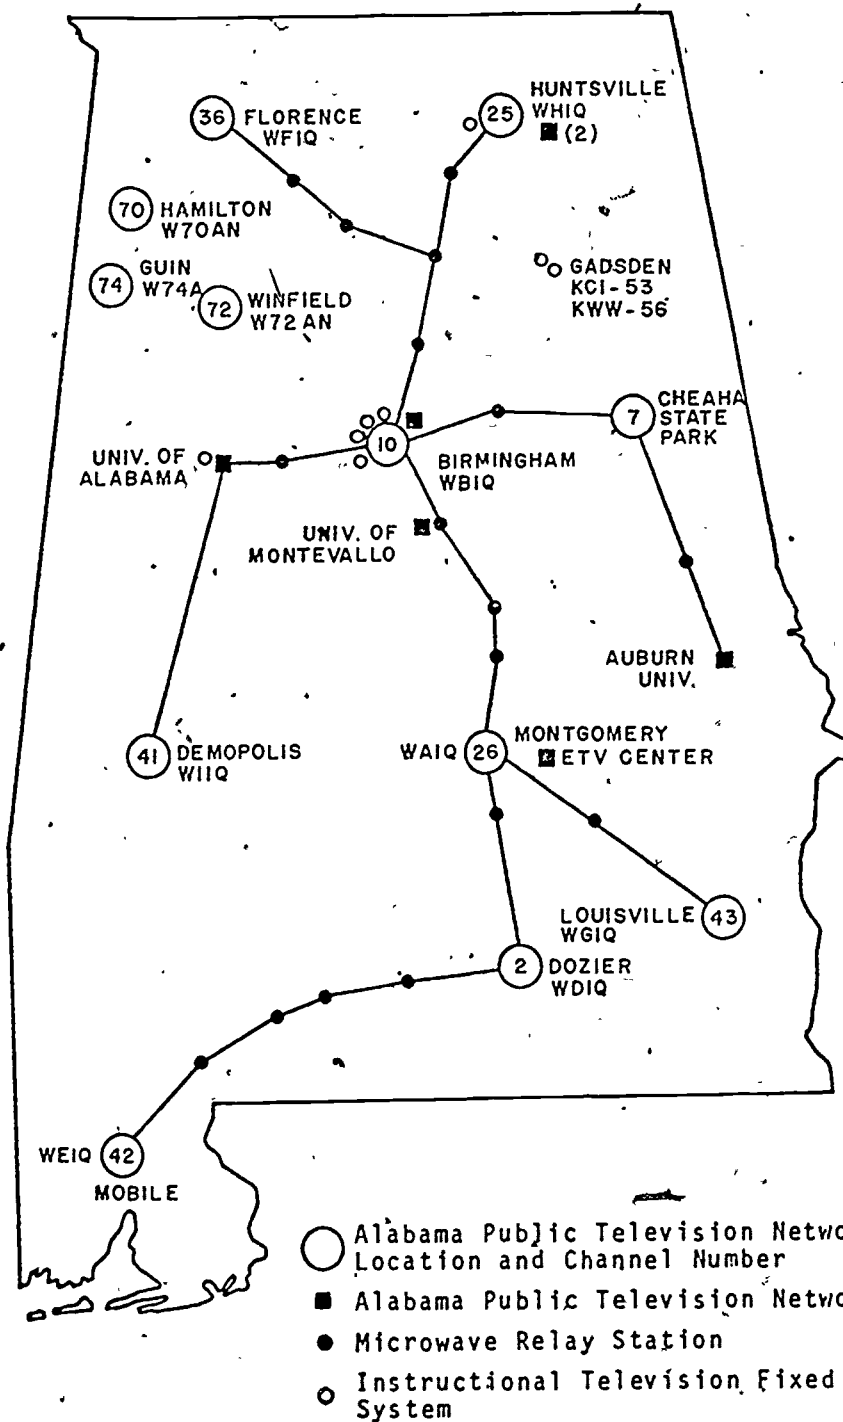 HUNTSVILLE
WHIQ
(2)
25
36
FLORENCE
WFIQ
70
HAMILTON
W70AN
GUIN
W74A
74
72
WINFIELD
W72AN
GADSDEN
KCI-53
KWW-56
7
CHEAHA
STATE
PARK
10
BIRMINGHAM
WBIQ
UNIV. OF
ALABAMA
UNIV. OF
MONTEVALLO
AUBURN
UNIV.
41
DEMOPOLIS
WIIQ
WAIQ
26
MONTGOMERY
ETV CENTER
LOUISVILLE
WGIQ
43
2
DOZIER
WDIQ
WEIQ
42
MOBILE
Alabama Public Television Netwo
Location and Channel Number
Alabama Public Television Netwo
Microwave Relay Station
Instructional Television Fixed
System